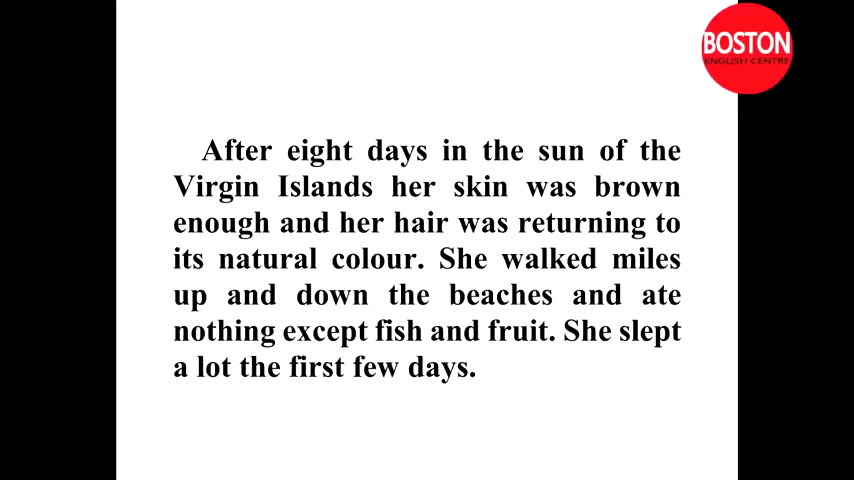 BOSTON
ENGLISH CENTRE
After eight days in the sun of the
Virgin Islands her skin was brown
enough and her hair was returning to
its natural colour. She walked miles
up and down the beaches and ate
nothing except fish and fruit. She slept
a lot the first few days.